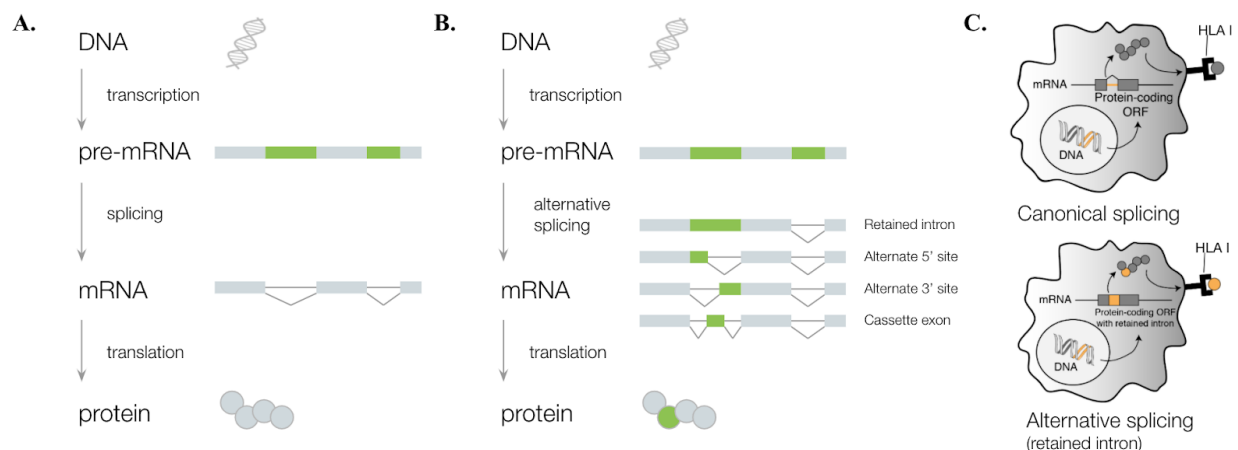 A.
DNA
transcription
pre-mRNA
splicing
mRNA
translation
protein
B.
DNA
transcription
pre-mRNA
alternative
splicing
Retained intron
Alternate 5' site
Alternate 3' site
Cassette exon
mRNA
translation
protein
C.
HLA I
mRNA
Protein-coding
ORF
DNA
Canonical splicing
HLA I
mRNA
Protein-coding ORF
with retained intron
DNA
Alternative splicing
(retained intron)